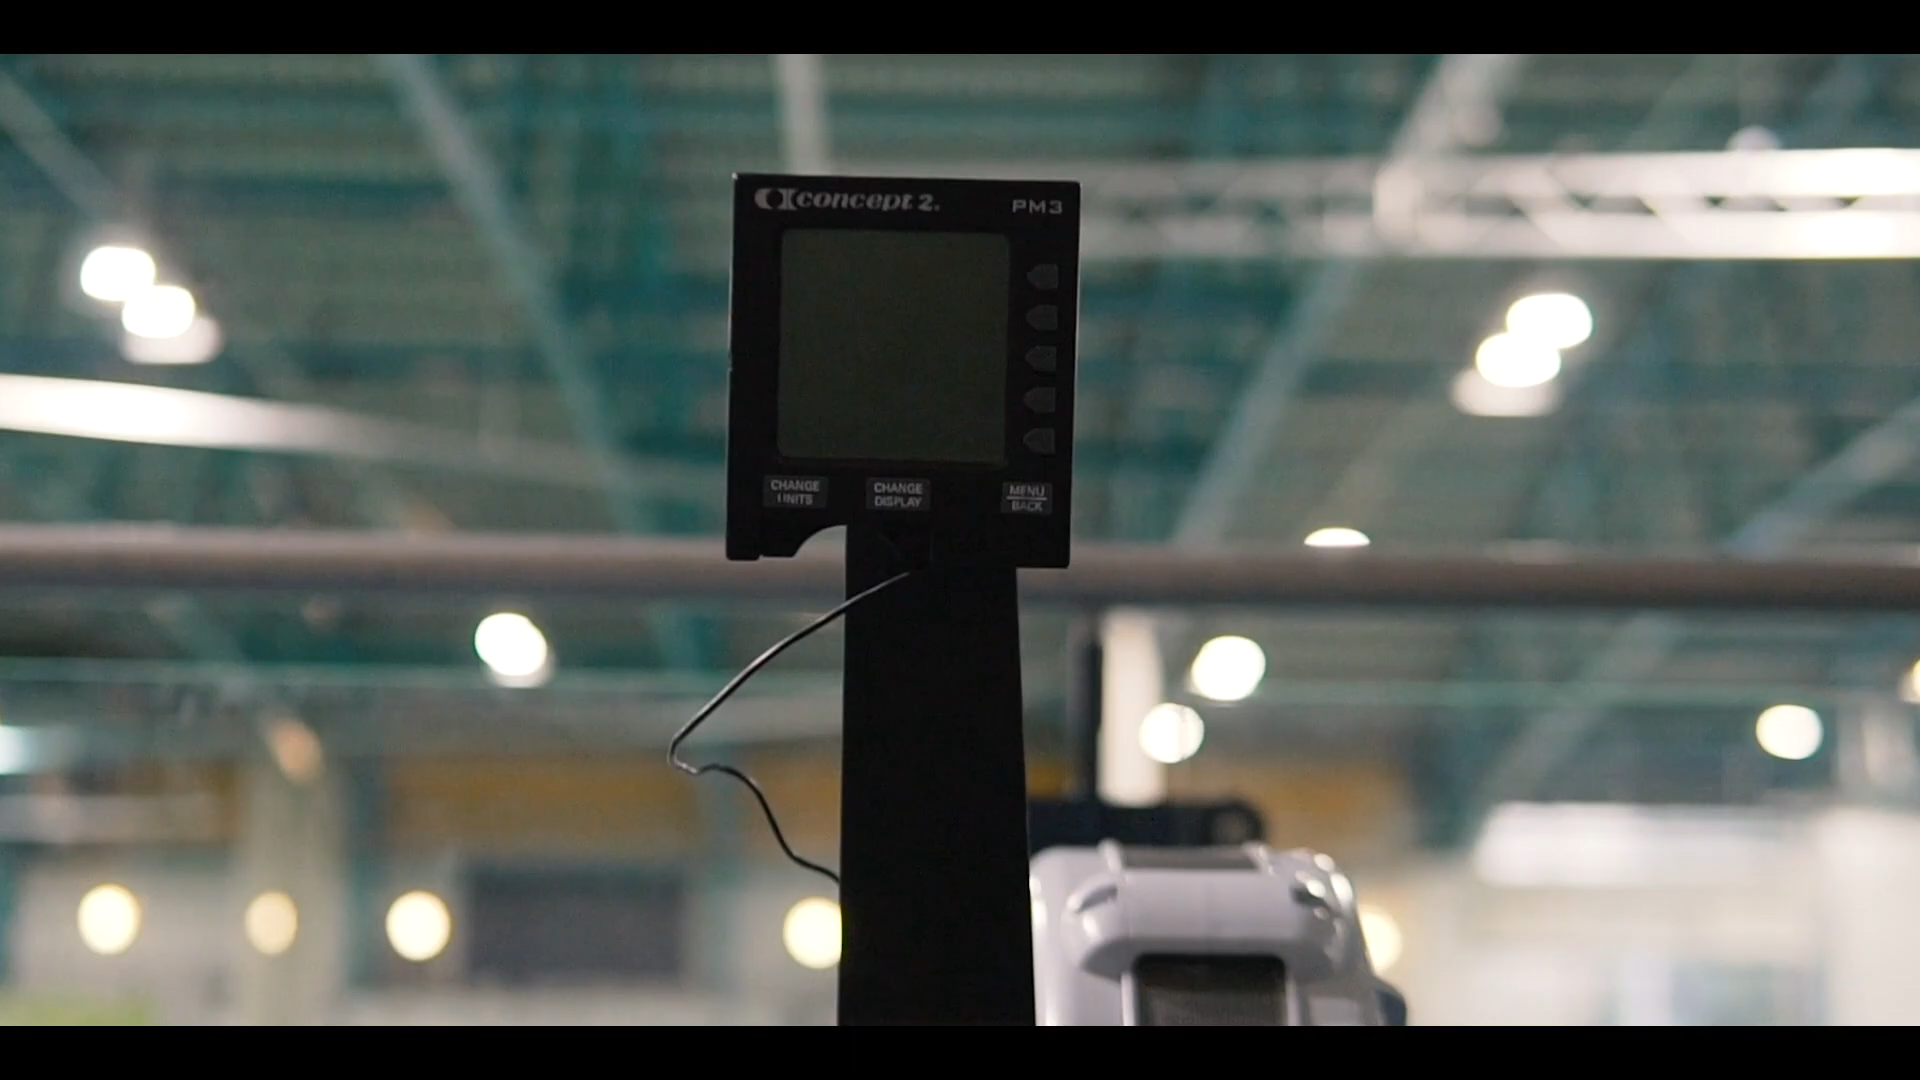 concept 2.
PM3
CHANGE
UNITS
CHANGE
DISPLAY
MENU
BACK